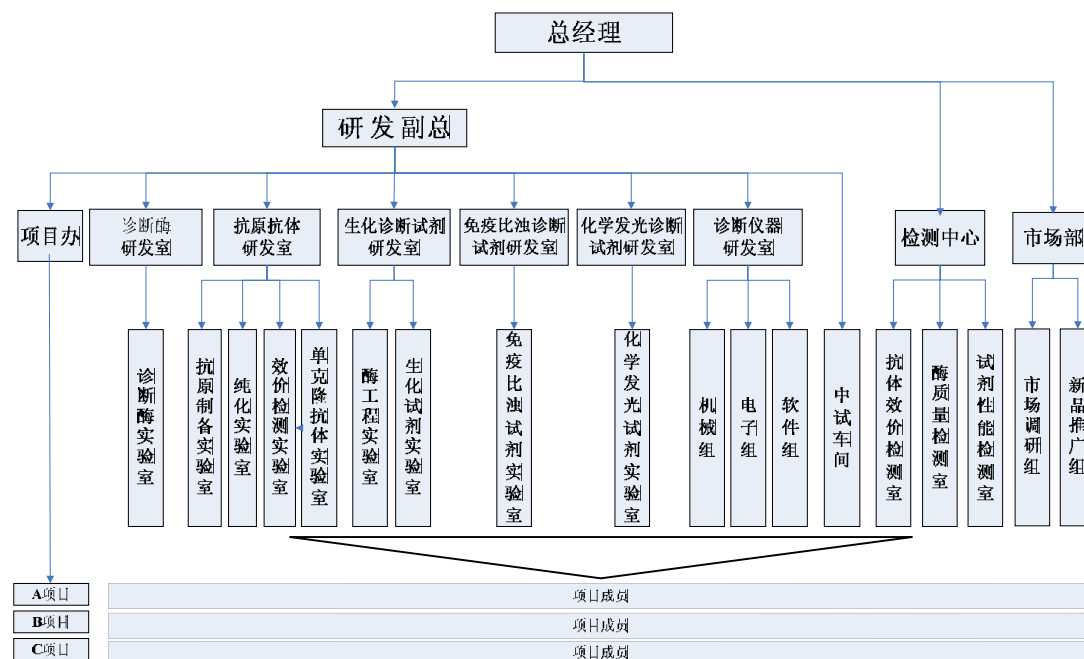 总经理
研发副总
项目办
诊断酶
研发室
抗原抗体
研发室
生化诊断试剂
研发室
免疫比浊诊断
试剂研发室
化学发光诊断
试剂研发室
诊断仪器
研发室
检测中心
市场部
诊断酶实验室
抗原制备实验室
纯化实验室
效价检测实验室
单克隆抗体实验室
酶工程实验室
生化试剂实验室
免疫比浊试剂实验室
化学发光试剂实验室
机械组
电子组
软件组
中试车间
抗体效价检测室
酶质量检测室
试剂性能检测室
市场调研组
新品推广组
A项目
项目成员
B项目
项目成员
C项目
项目成员